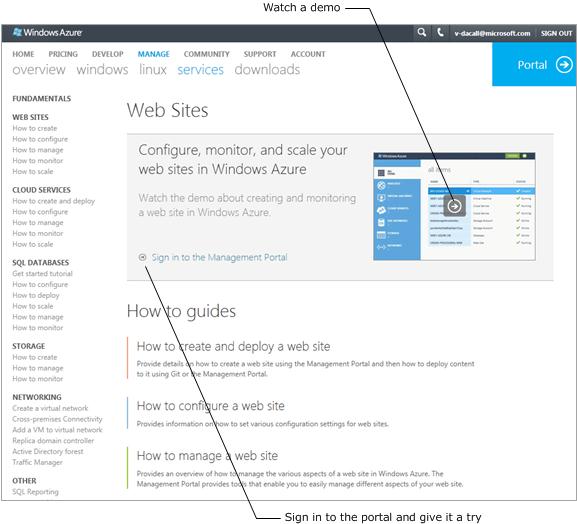 Watch a demo
Windows Azure
v-dacall@microsoft.com SIGN OUT
HOME PRICING DEVELOP MANAGE COMMUNITY SUPPORT ACCOUNT
overview windows linux services downloads
Portal
FUNDAMENTALS
WEB SITES
How to create
How to configure
How to manage
How to monitor
How to scale
CLOUD SERVICES
How to create and deploy
How to configure
How to manage
How to monitor
How to scale
SQL DATABASES
Get started tutorial
How to configure
How to deploy
How to scale
How to manage
How to monitor
STORAGE
How to create
How to manage
How to monitor
NETWORKING
Create a virtual network
Cross-premises Connectivity
Add a VM to virtual network
Replica domain controller
Active Directory forest
Traffic Manager
OTHER
SQL Reporting
Web Sites
Configure, monitor, and scale your
web sites in Windows Azure
Watch the demo about creating and monitoring
a web site in Windows Azure.
Sign in to the Management Portal
Windows Azure
all items
How to guides
How to create and deploy a web site
Provide details on how to create a web site using the Management Portal and then how to deploy content
to it using Git or the Management Portal.
How to configure a web site
Provides information on how to set various configuration settings for web sites.
How to manage a web site
Provides an overview of how to manage the various aspects of a web site in Windows Azure. The
Management Portal provides tools that enable you to easily manage different aspects of your web site.
Sign in to the portal and give it a try